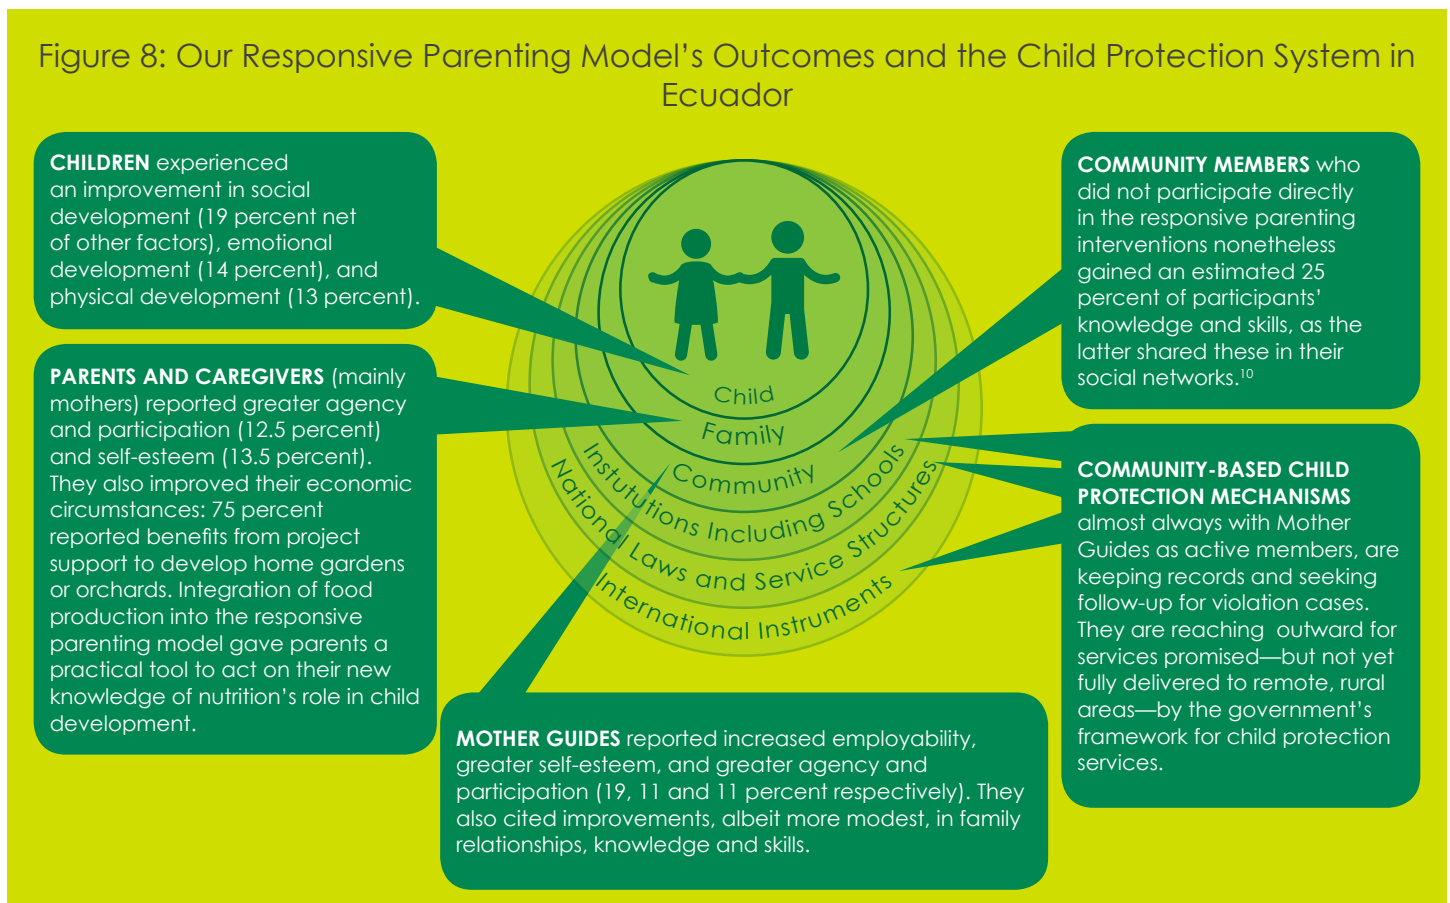 Figure 8: Our Responsive Parenting Model's Outcomes and the Child Protection System in
Ecuador
CHILDREN experienced
an improvement in social
development (19 percent net
of other factors), emotional
development (14 percent), and
physical development (13 percent).
PARENTS AND CAREGIVERS (mainly
mothers) reported greater agency
and participation (12.5 percent)
and self-esteem (13.5 percent).
They also improved their economic
circumstances: 75 percent
reported benefits from project
support to develop home gardens
or orchards. Integration of food
production into the responsive
parenting model gave parents a
practical tool to act on their new
knowledge of nutrition's role in child
development.
Child
Family
Community
Instututions Including Schools
National Laws and Service Structures
International Instruments
MOTHER GUIDES reported increased employability,
greater self-esteem, and greater agency and
participation (19, 11 and 11 percent respectively). They
also cited improvements, albeit more modest, in family
relationships, knowledge and skills.
COMMUNITY MEMBERS who
did not participate directly
in the responsive parenting
interventions nonetheless
gained an estimated 25
percent of participants'
knowledge and skills, as the
latter shared these in their
social networks.10
COMMUNITY-BASED CHILD
PROTECTION MECHANISMS
almost always with Mother
Guides as active members, are
keeping records and seeking
follow-up for violation cases.
They are reaching  outward for
services promised—but not yet
fully delivered to remote, rural
areas—by the government's
framework for child protection
services.